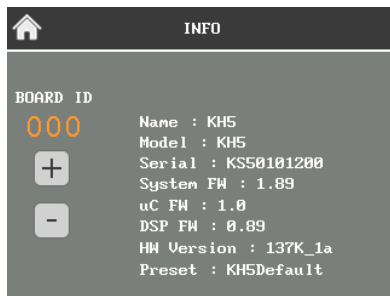 INFO
BOARD ID
000
+
-
Name : KH5
Model : KH5
Serial : KS50101200
System FW : 1.89
uC FW : 1.0
DSP FW : 0.89
HW Version : 137K_1a
Preset : KH5Default